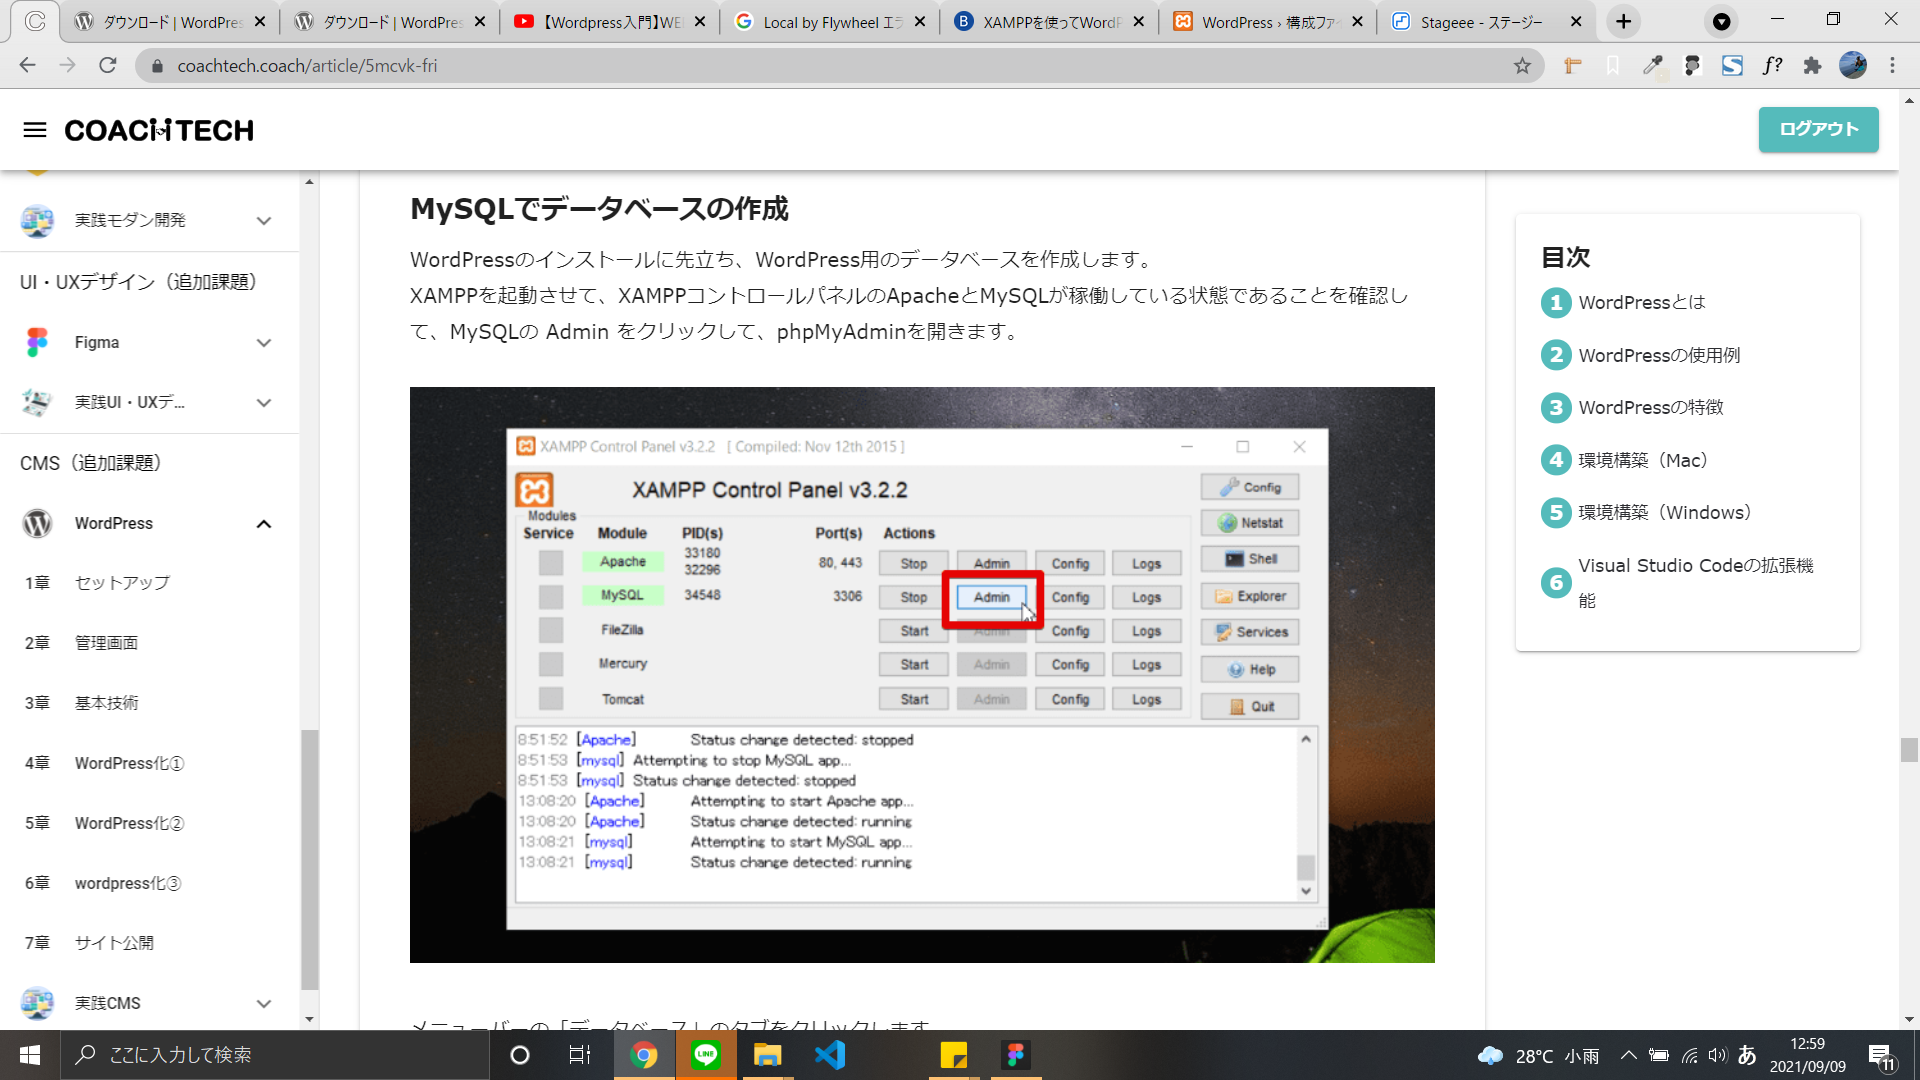 ダウンロード | WordPres
ダウンロード | WordPres
【Wordpress入門】WE
Local by Flywheel エラ
XAMPPを使ってWordP
WordPress › 構成ファイ
Stageee - ステージー
coachtech.coach/article/5mcvk-fri
f?
COACHTECH
ログアウト
実践モダン開発
UI・UXデザイン（追加課題）
Figma
実践UI・UXデ...
CMS（追加課題）
WordPress
1章 セットアップ
2章 管理画面
3章 基本技術
4章 WordPress化①
5章 WordPress化②
6章 wordpress化③
7章 サイト公開
実践CMS
MySQLでデータベースの作成
WordPressのインストールに先立ち、WordPress用のデータベースを作成します。
XAMPPを起動させて、XAMPPコントロールパネルのApacheとMySQLが稼働している状態であることを確認し
て、MySQLの Admin をクリックして、phpMyAdminを開きます。
XAMPP Control Panel v3.2.2 [ Compiled: Nov 12th 2015 ]
XAMPP Control Panel v3.2.2
Config
Modules
Service Module PID(s) Port(s) Actions
Netstat
Apache 33180 32296 80, 443 Stop Admin Config Logs
Shell
MySQL 34548 3306 Stop Admin Config Logs
Explorer
FileZilla Start Admin Config Logs
Services
Mercury Start Admin Config Logs
Help
Tomcat Start Admin Config Logs
Quit
8:51:52 [Apache] Status change detected: stopped
8:51:53 [mysql] Attempting to stop MySQL app...
8:51:53 [mysql] Status change detected: stopped
13:08:20 [Apache] Attempting to start Apache app...
13:08:20 [Apache] Status change detected: running
13:08:21 [mysql] Attempting to start MySQL app...
13:08:21 [mysql] Status change detected: running
メニューバーの「データベース」のタブをクリックします
目次
1 WordPressとは
2 WordPressの使用例
3 WordPressの特徴
4 環境構築（Mac）
5 環境構築（Windows）
6 Visual Studio Codeの拡張機
能
ここに入力して検索
LINE
28°C 小雨
あ
12:59
2021/09/09
11